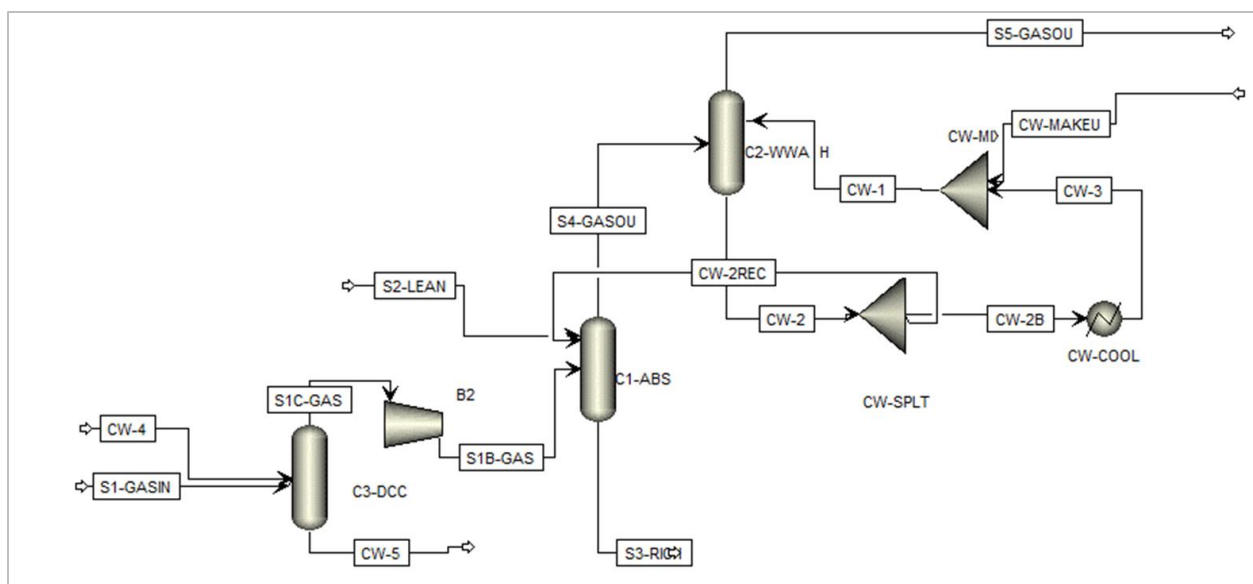 S5-GASOU
CW-MAKEU
CW-MI
C2-WWA H
CW-1
CW-3
S4-GASOU
CW-2REC
S2-LEAN
CW-2
CW-2B
CW-COOL
C1-ABS
S1C-GAS
B2
CW-SPLT
CW-4
S1B-GAS
S1-GASIN
C3-DCC
CW-5